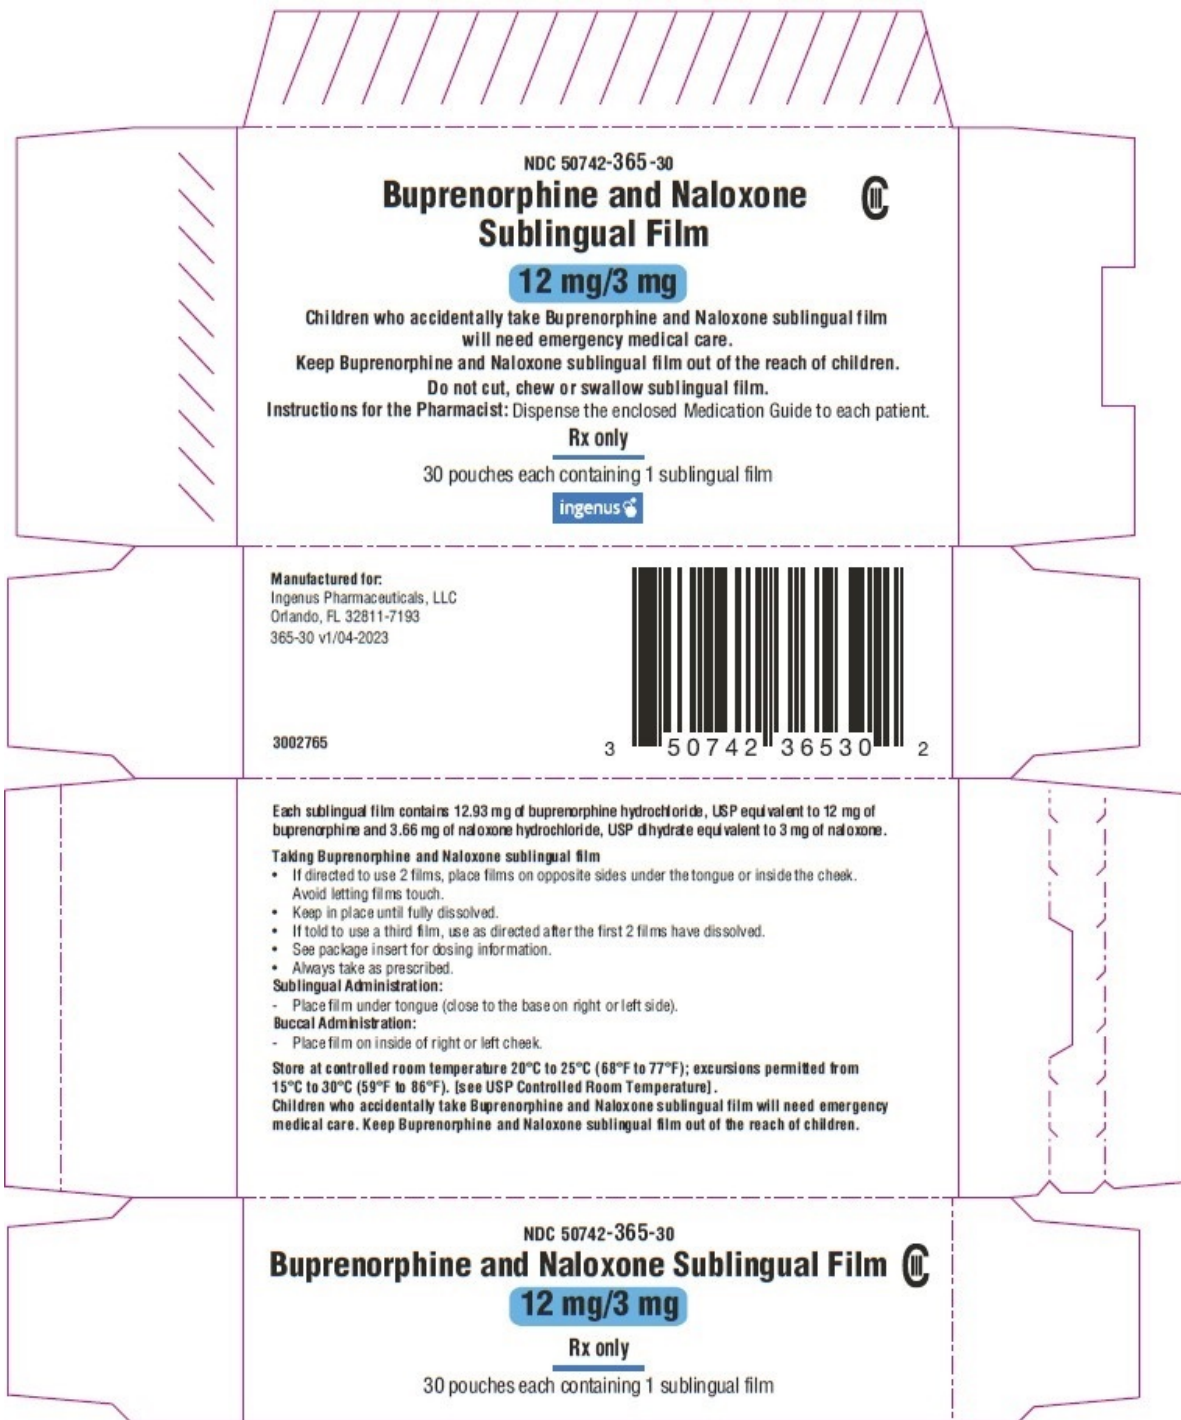 NDC 50742-365-30
Buprenorphine and Naloxone
Sublingual Film
CIII
12 mg/3 mg
Children who accidentally take Buprenorphine and Naloxone sublingual film
will need emergency medical care.
Keep Buprenorphine and Naloxone sublingual film out of the reach of children.
Do not cut, chew or swallow sublingual film.
Instructions for the Pharmacist: Dispense the enclosed Medication Guide to each patient.
Rx only
30 pouches each containing 1 sublingual film
ingenus
Manufactured for:
Ingenus Pharmaceuticals, LLC
Orlando, FL 32811-7193
365-30 v1/04-2023
3002765
3 50742 36530 2
Each sublingual film contains 12.93 mg of buprenorphine hydrochloride, USP equivalent to 12 mg of
buprenorphine and 3.66 mg of naloxone hydrochloride, USP dihydrate equivalent to 3 mg of naloxone.
Taking Buprenorphine and Naloxone sublingual film
• If directed to use 2 films, place films on opposite sides under the tongue or inside the cheek.
Avoid letting films touch.
• Keep in place until fully dissolved.
• If told to use a third film, use as directed after the first 2 films have dissolved.
• See package insert for dosing information.
• Always take as prescribed.
Sublingual Administration:
- Place film under tongue (close to the base on right or left side).
Buccal Administration:
- Place film on inside of right or left cheek.
Store at controlled room temperature 20°C to 25°C (68°F to 77°F); excursions permitted from
15°C to 30°C (59°F to 86°F). [see USP Controlled Room Temperature].
Children who accidentally take Buprenorphine and Naloxone sublingual film will need emergency
medical care. Keep Buprenorphine and Naloxone sublingual film out of the reach of children.
NDC 50742-365-30
Buprenorphine and Naloxone Sublingual Film CIII
12 mg/3 mg
Rx only
30 pouches each containing 1 sublingual film